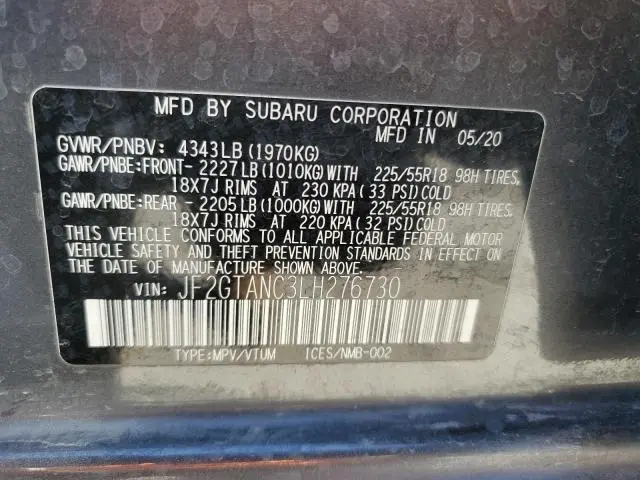 MFD BY SUBARU CORPORATION
MFD IN 05/20
GVWR/PNBV: 4343LB(1970KG)
GAWR/PNBE:FRONT- 2227LB(1010KG)WITH 225/55R18 98H TIRES,
18X7J RIMS AT 230 KPA(33 PSI)COLD
GAWR/PNBE:REAR - 2205LB(1000KG)WITH 225/55R18 98H TIRES,
18X7J RIMS AT 220 KPA(32 PSI)COLD
THIS VEHICLE CONFORMS TO ALL APPLICABLE FEDERAL MOTOR
VEHICLE SAFETY AND THEFT PREVENTION STANDARDS IN EFFECT ON
THE DATE OF MANUFACTURE SHOWN ABOVE.
VIN: JF2GTANC3LH276730
TYPE:MPV/VTUM ICES/NMB-002